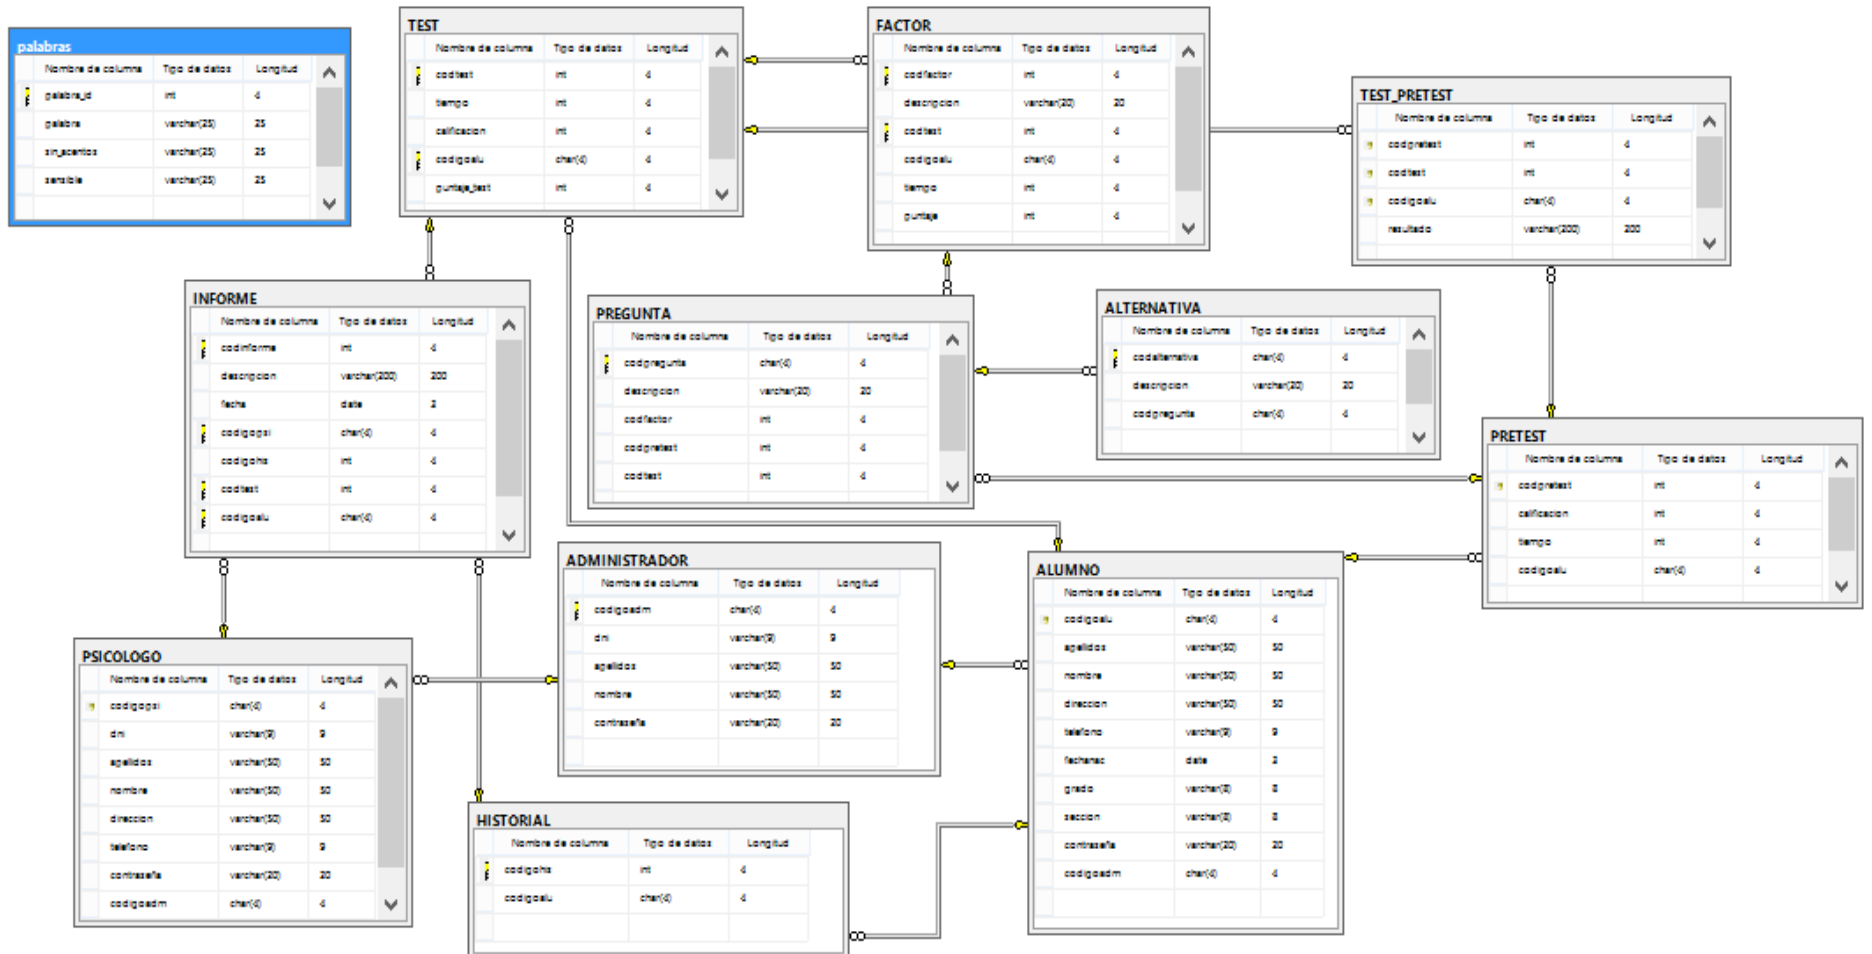 palabras
Nombre de columna Tipo de datos Longitud
palabra_id int 4
palabra varchar(25) 25
sin_acentos varchar(25) 25
sensible varchar(25) 25
TEST
Nombre de columna Tipo de datos Longitud
codtest int 4
tiempo int 4
calificacion int 4
codigoalu char(4) 4
puntaje_test int 4
FACTOR
Nombre de columna Tipo de datos Longitud
codfactor int 4
descripcion varchar(20) 20
codtest int 4
codigoalu char(4) 4
tiempo int 4
puntaje int 4
TEST_PRETEST
Nombre de columna Tipo de datos Longitud
codpretest int 4
codtest int 4
codigoalu char(4) 4
resultado varchar(200) 200
INFORME
Nombre de columna Tipo de datos Longitud
codinforme int 4
descripcion varchar(200) 200
fecha date 3
codigopsi char(4) 4
codigohis int 4
codtest int 4
codigoalu char(4) 4
PREGUNTA
Nombre de columna Tipo de datos Longitud
codpregunta char(4) 4
descripcion varchar(20) 20
codfactor int 4
codpretest int 4
codtest int 4
ALTERNATIVA
Nombre de columna Tipo de datos Longitud
codalternativa char(4) 4
descripcion varchar(20) 20
codpregunta char(4) 4
PRETEST
Nombre de columna Tipo de datos Longitud
codpretest int 4
calificacion int 4
tiempo int 4
codigoalu char(4) 4
ADMINISTRADOR
Nombre de columna Tipo de datos Longitud
codigoadm char(4) 4
dni varchar(9) 9
apellidos varchar(50) 50
nombre varchar(50) 50
contraseña varchar(20) 20
ALUMNO
Nombre de columna Tipo de datos Longitud
codigoalu char(4) 4
apellidos varchar(50) 50
nombre varchar(50) 50
direccion varchar(50) 50
telefono varchar(9) 9
fechanac date 3
grado varchar(8) 8
seccion varchar(8) 8
contraseña varchar(20) 20
codigoadm char(4) 4
PSICOLOGO
Nombre de columna Tipo de datos Longitud
codigopsi char(4) 4
dni varchar(9) 9
apellidos varchar(50) 50
nombre varchar(50) 50
direccion varchar(50) 50
telefono varchar(9) 9
contraseña varchar(20) 20
codigoadm char(4) 4
HISTORIAL
Nombre de columna Tipo de datos Longitud
codigohis int 4
codigoalu char(4) 4